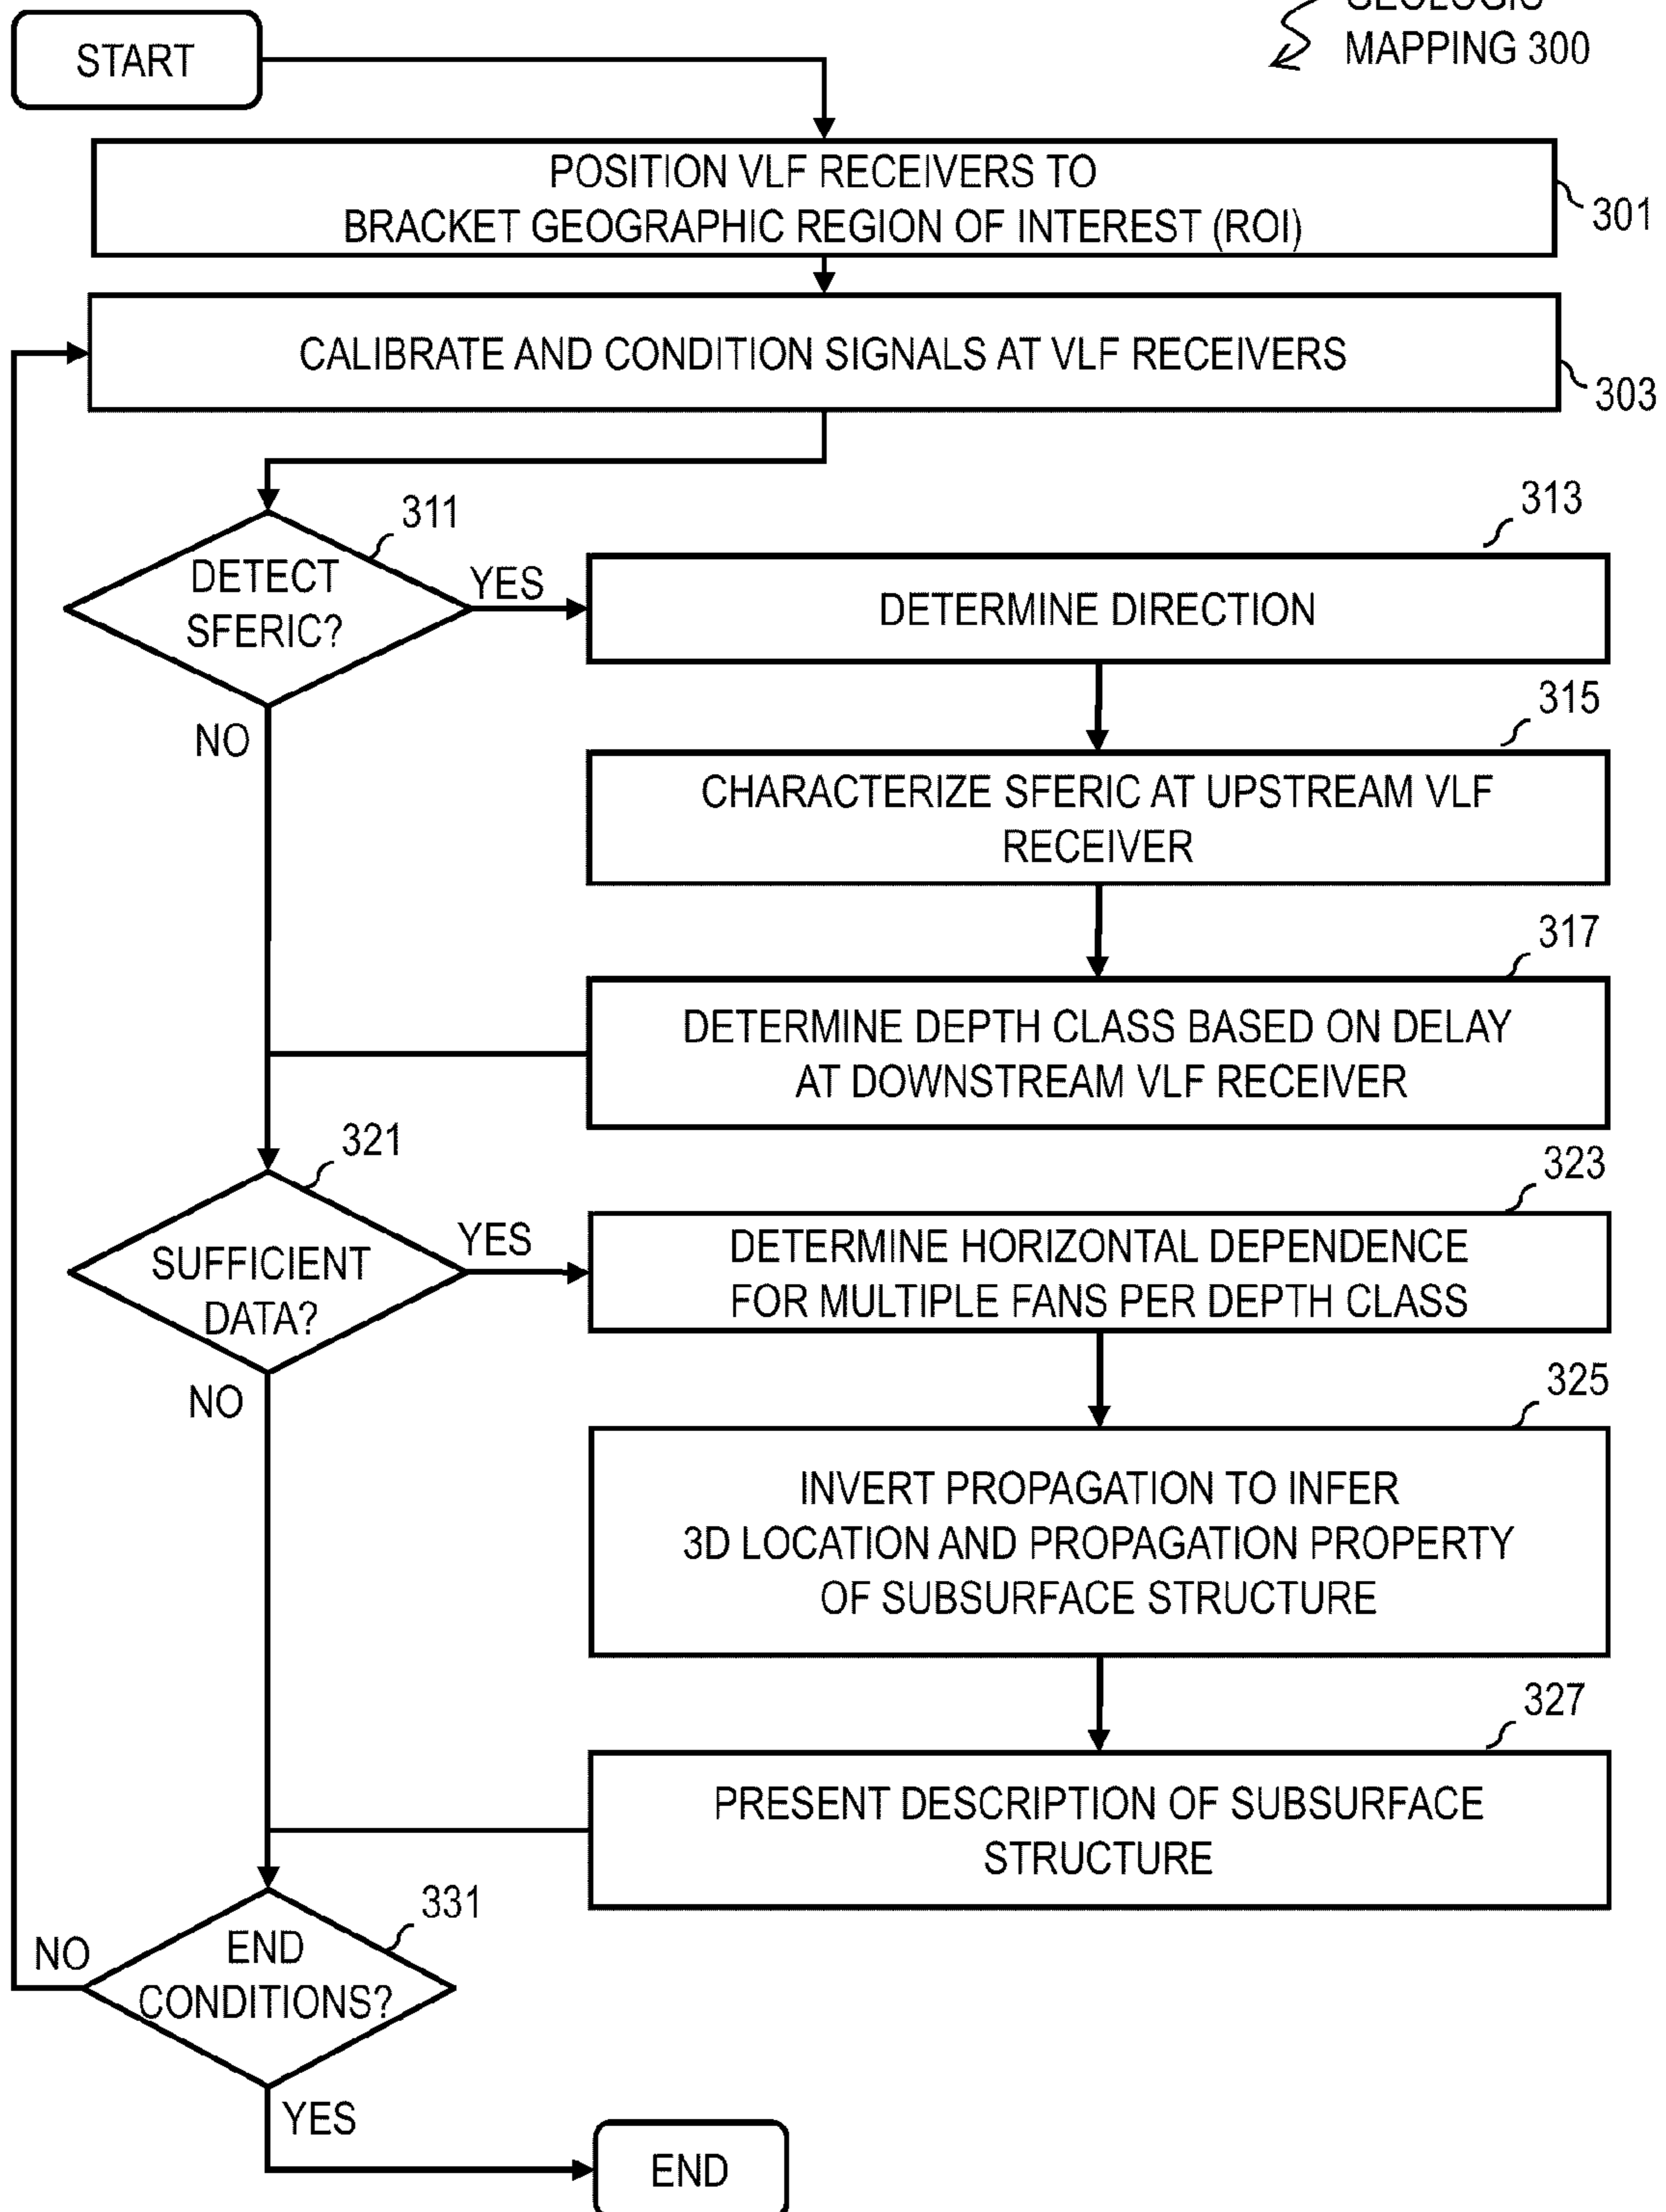 GEOLOGIC
MAPPING 300
START
POSITION VLF RECEIVERS TO
BRACKET GEOGRAPHIC REGION OF INTEREST (ROI)
301
CALIBRATE AND CONDITION SIGNALS AT VLF RECEIVERS
303
311
DETECT
SFERIC?
YES
NO
313
DETERMINE DIRECTION
315
CHARACTERIZE SFERIC AT UPSTREAM VLF
RECEIVER
317
DETERMINE DEPTH CLASS BASED ON DELAY
AT DOWNSTREAM VLF RECEIVER
321
SUFFICIENT
DATA?
YES
NO
323
DETERMINE HORIZONTAL DEPENDENCE
FOR MULTIPLE FANS PER DEPTH CLASS
325
INVERT PROPAGATION TO INFER
3D LOCATION AND PROPAGATION PROPERTY
OF SUBSURFACE STRUCTURE
327
PRESENT DESCRIPTION OF SUBSURFACE
STRUCTURE
331
END
CONDITIONS?
NO
YES
END